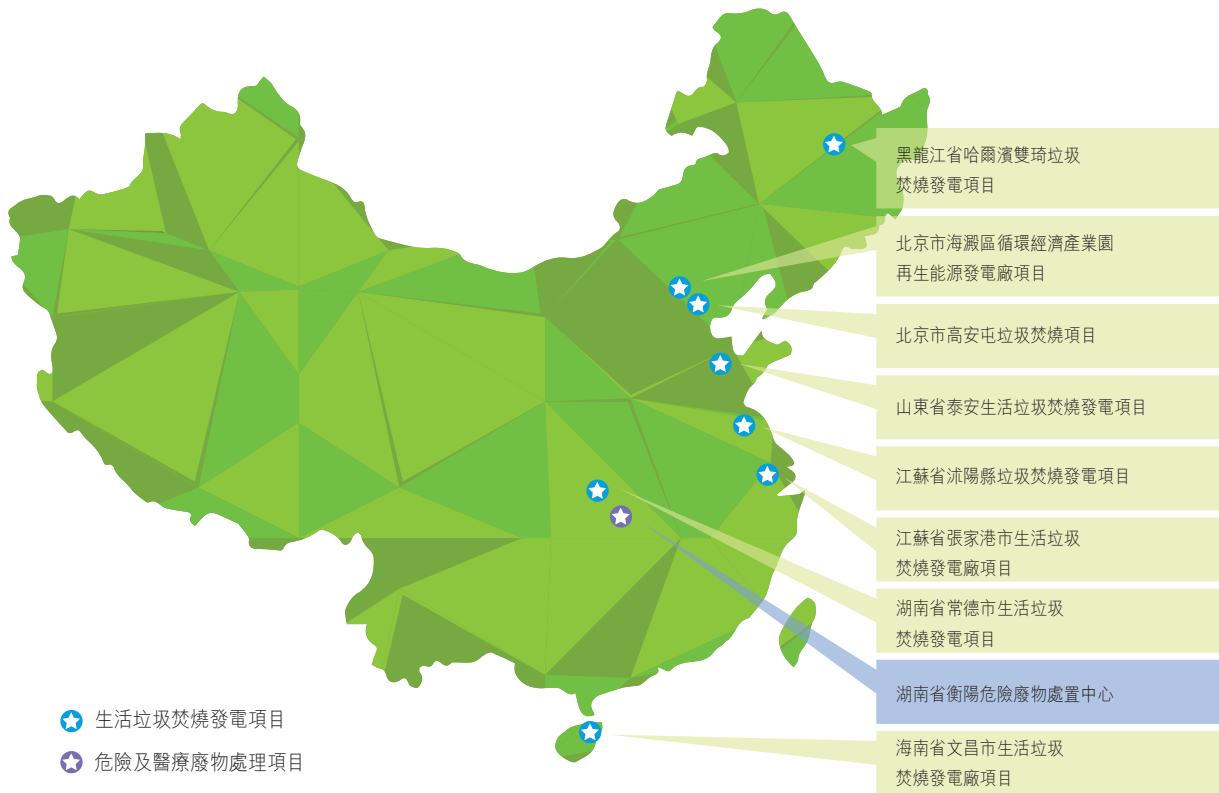 黑龍江省哈爾濱雙琦垃圾
焚燒發電項目
北京市海澱區循環經濟產業園
再生能源發電廠項目
北京市高安屯垃圾焚燒項目
山東省泰安生活垃圾焚燒發電項目
江蘇省沭陽縣垃圾焚燒發電項目
江蘇省張家港市生活垃圾
焚燒發電廠項目
湖南省常德市生活垃圾
焚燒發電項目
湖南省衡陽危險廢物處置中心
海南省文昌市生活垃圾
焚燒發電廠項目
生活垃圾焚燒發電項目
危險及醫療廢物處理項目